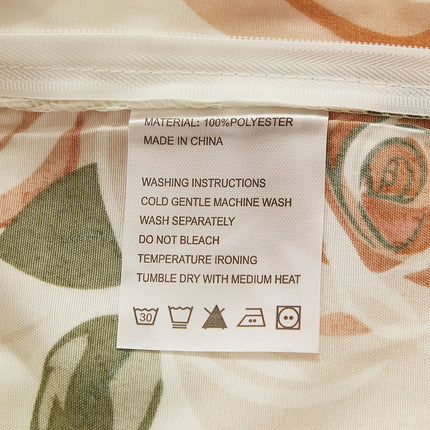 MATERIAL: 100%POLYESTER
MADE IN CHINA
WASHING INSTRUCTIONS
COLD GENTLE MACHINE WASH
WASH SEPARATELY
DO NOT BLEACH
TEMPERATURE IRONING
TUMBLE DRY WITH MEDIUM HEAT
30